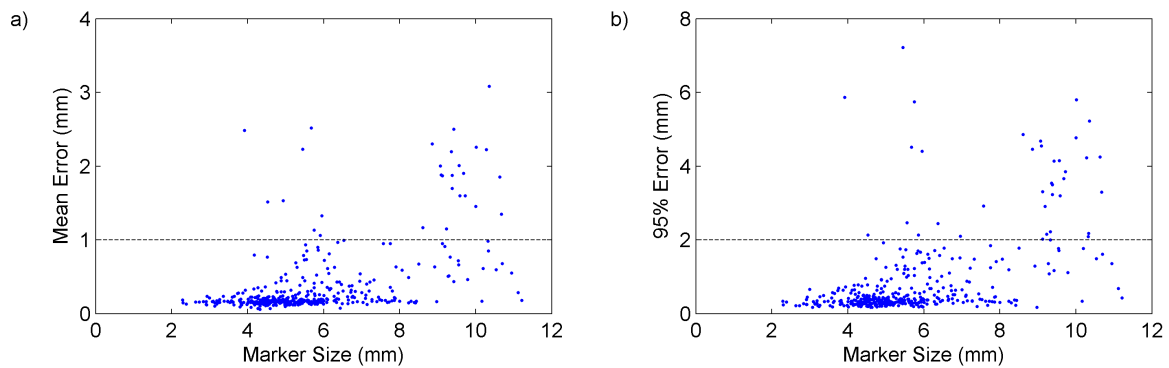 a)
4
3
2
1
0
Mean Error (mm)
0 2 4 6 8 10 12
Marker Size (mm)
b)
8
6
4
2
0
95% Error (mm)
0 2 4 6 8 10 12
Marker Size (mm)